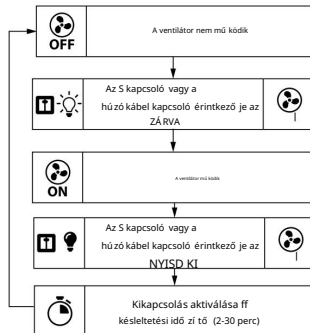 A ventilátor nem mű ködik
OFF
Az S kapcsoló vagy a
húzó kábel kapcsoló érintkező je az
ZÁRVA
A ventilátor mű ködik
ON
Az S kapcsoló vagy a
húzó kábel kapcsoló érintkező je az
NYISD KI
Kikapcsolás aktiválása ff
késleltetési idő zí tő (2-30 perc)